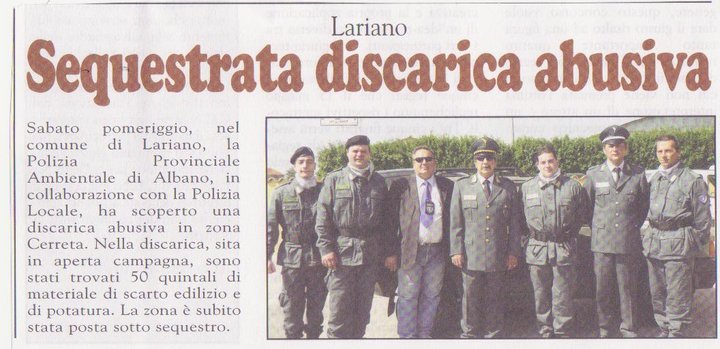 Lariano
Sequestrata discarica abusiva
Sabato pomeriggio, nel
comune di Lariano, la
Polizia Provinciale
Ambientale di Albano, in
collaborazione con la Polizia
Locale, ha scoperto una
discarica abusiva in zona
Cerreta. Nella discarica, sita
in aperta campagna, sono
stati trovati 50 quintali di
materiale di scarto edilizio e
di potatura. La zona è subito
stata posta sotto sequestro.